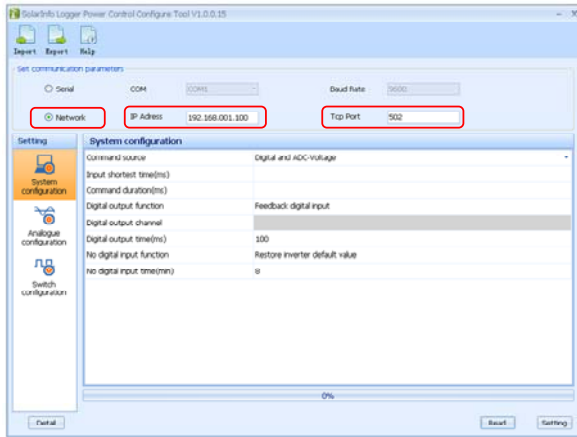 SolarInfo Logger Power Control Configure Tool V1.0.0.15
Import Export Help
Set communication parameters
Serial COM COM1 Baud Rate 9600
Network IP Adress 192.168.001.100 Tcp Port 502
Setting System configuration
Command source Digital and ADC-Voltage
Input shortest time(ms)
System configuration
Command duration(ms)
Digital output function Feedback digital input
Digital output channel
Analogue configuration
Digital output time(ms) 100
No digital input function Restore inverter default value
No digital input time(min)
Switch configuration
0%
Detail Read Setting